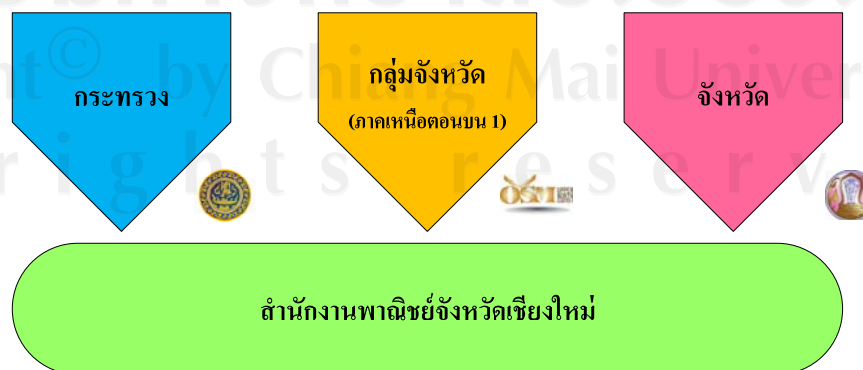 กระทรวง
กลุ่มจังหวัด
(ภาคเหนือตอนบน 1)
จังหวัด
by Chiang Mai Univer
rights reserv
OSM
สำนักงานพาณิชย์จังหวัดเชียงใหม่